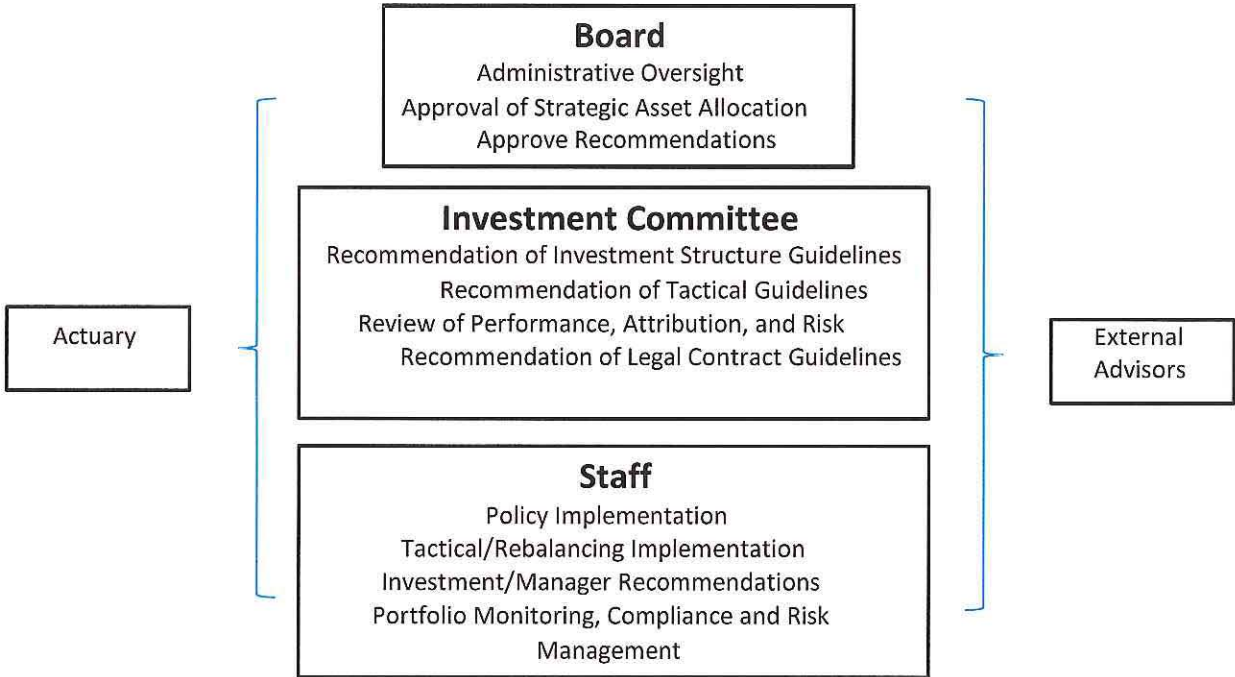 Board
Administrative Oversight
Approval of Strategic Asset Allocation
Approve Recommendations
Investment Committee
Recommendation of Investment Structure Guidelines
Recommendation of Tactical Guidelines
Review of Performance, Attribution, and Risk
Recommendation of Legal Contract Guidelines
Actuary
External
Advisors
Staff
Policy Implementation
Tactical/Rebalancing Implementation
Investment/Manager Recommendations
Portfolio Monitoring, Compliance and Risk
Management